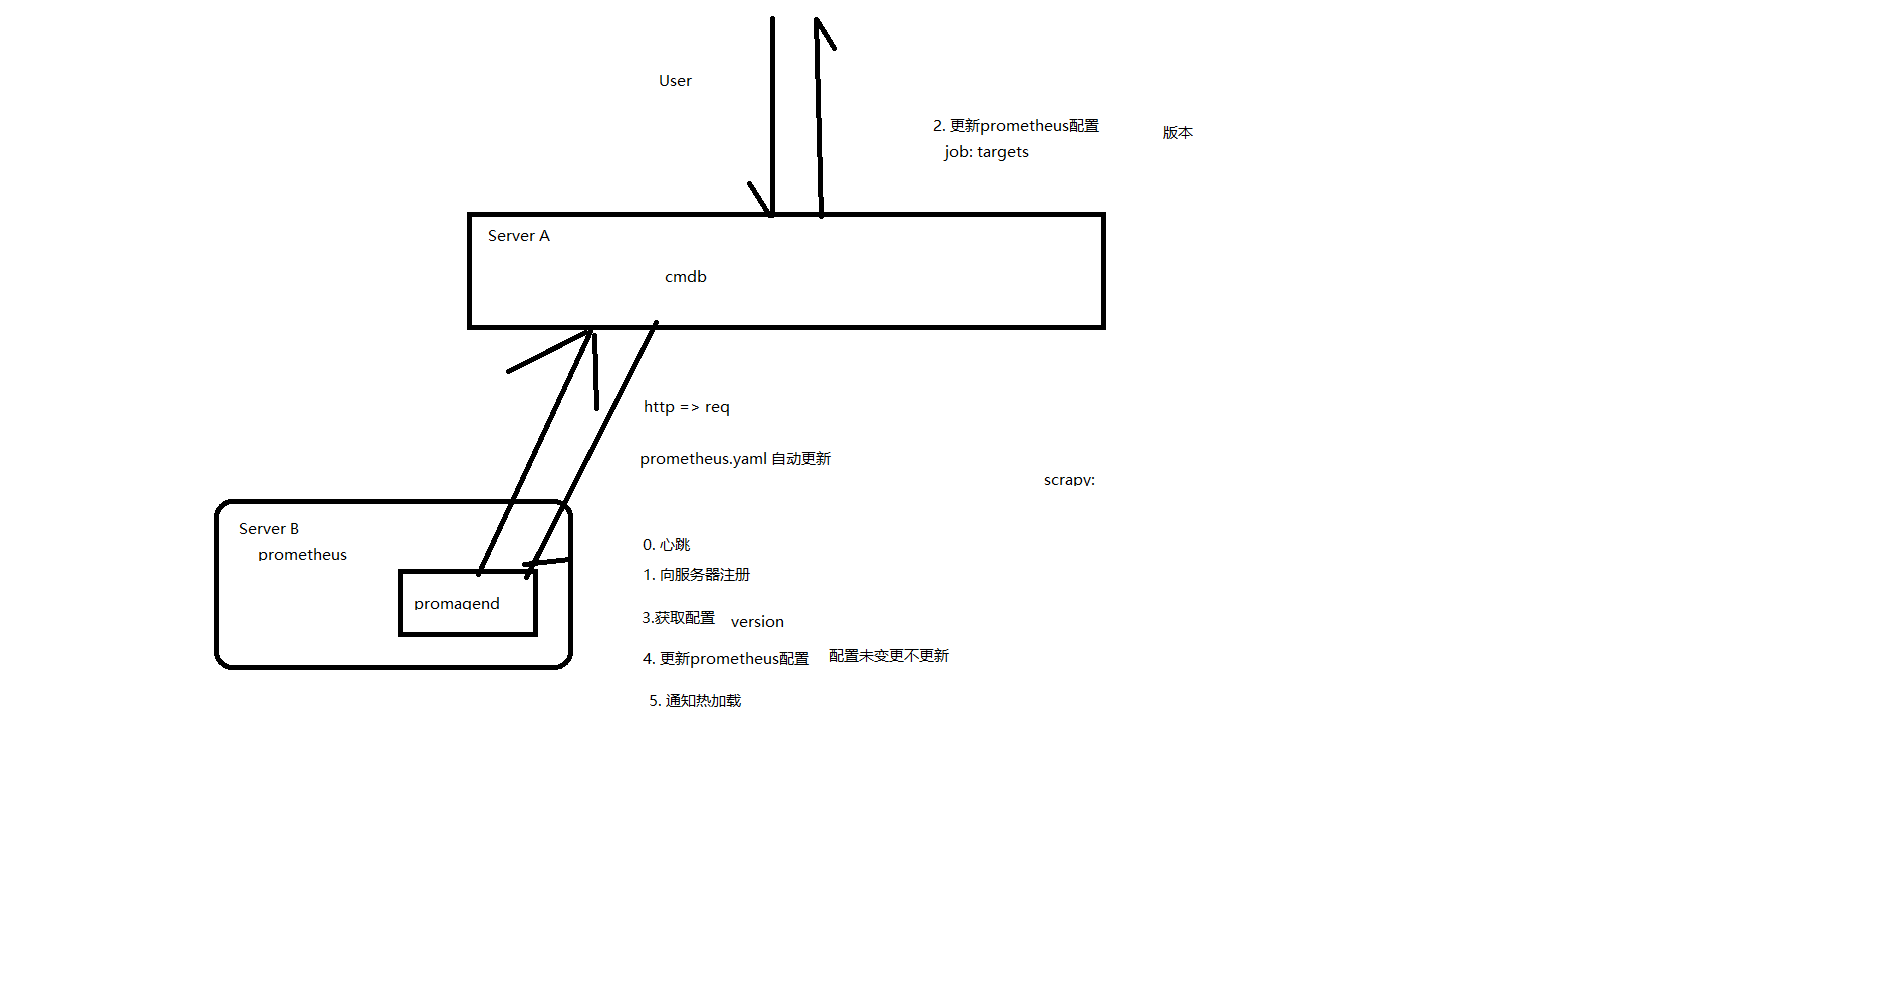 User
2. 更新prometheus配置
版本
job: targets
Server A
cmdb
http => req
prometheus.yaml 自动更新
scrapy:
Server B
prometheus
promagend
0. 心跳
1. 向服务器注册
3.获取配置
version
4. 更新prometheus配置
配置未变更不更新
5. 通知热加载